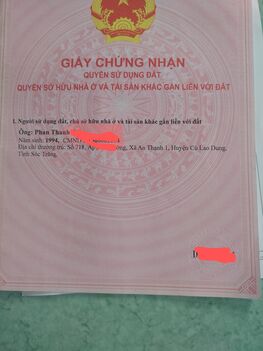 GIẤY CHỨNG NHẬN
QUYỀN SỬ DỤNG ĐẤT
QUYỀN SỞ HỮU NHÀ Ở VÀ TÀI SẢN KHÁC GẮN LIỀN VỚI ĐẤT
I. Người sử dụng đất, chủ sở hữu nhà ở và tài sản khác gắn liền với đất
Ông: Phan Thanh
Năm sinh: 1994, CMND
Địa chỉ thường trú: Số 718, Ấp Xã An Thạnh 1, Huyện Cù Lao Dung,
Tỉnh Sóc Trăng.